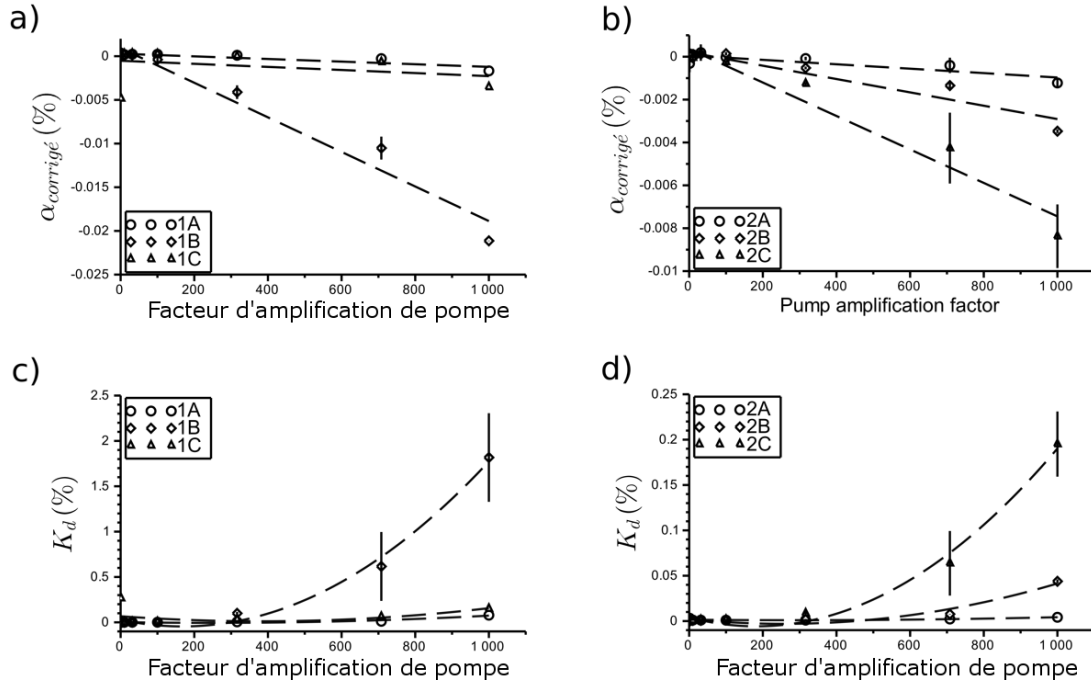 a)
α_corrigé (%)
0
-0.005
-0.01
-0.015
-0.02
-0.025
1A
1B
1C
0 200 400 600 800 1 000
Facteur d'amplification de pompe
b)
α_corrigé (%)
0
-0.002
-0.004
-0.006
-0.008
-0.01
2A
2B
2C
0 200 400 600 800 1 000
Pump amplification factor
c)
K_d (%)
2.5
2
1.5
1
0.5
0
1A
1B
1C
0 200 400 600 800 1 000
Facteur d'amplification de pompe
d)
K_d (%)
0.25
0.2
0.15
0.1
0.05
0
2A
2B
2C
0 200 400 600 800 1 000
Facteur d'amplification de pompe